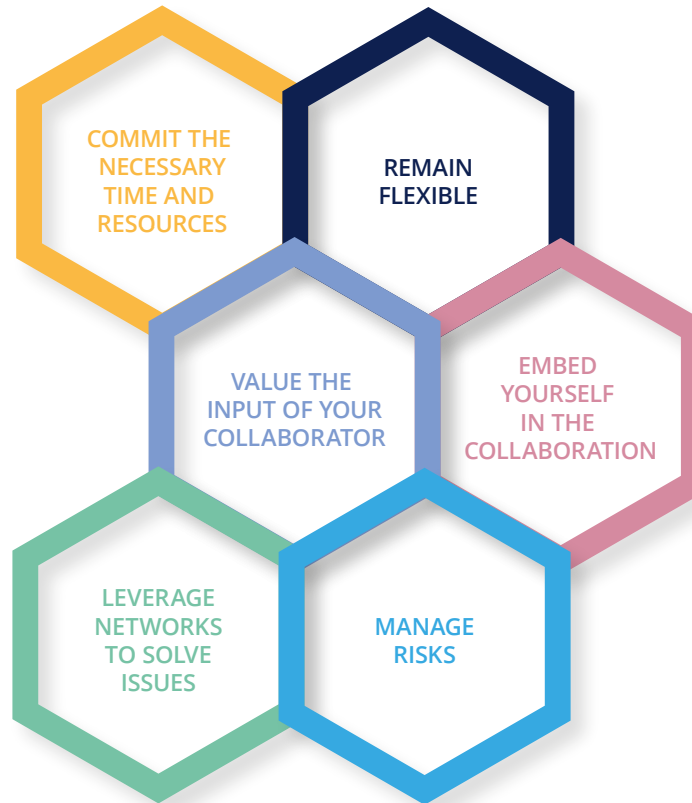 COMMIT THE
NECESSARY
TIME AND
RESOURCES
REMAIN
FLEXIBLE
VALUE THE
INPUT OF YOUR
COLLABORATOR
EMBED
YOURSELF
IN THE
COLLABORATION
LEVERAGE
NETWORKS
TO SOLVE
ISSUES
MANAGE
RISKS